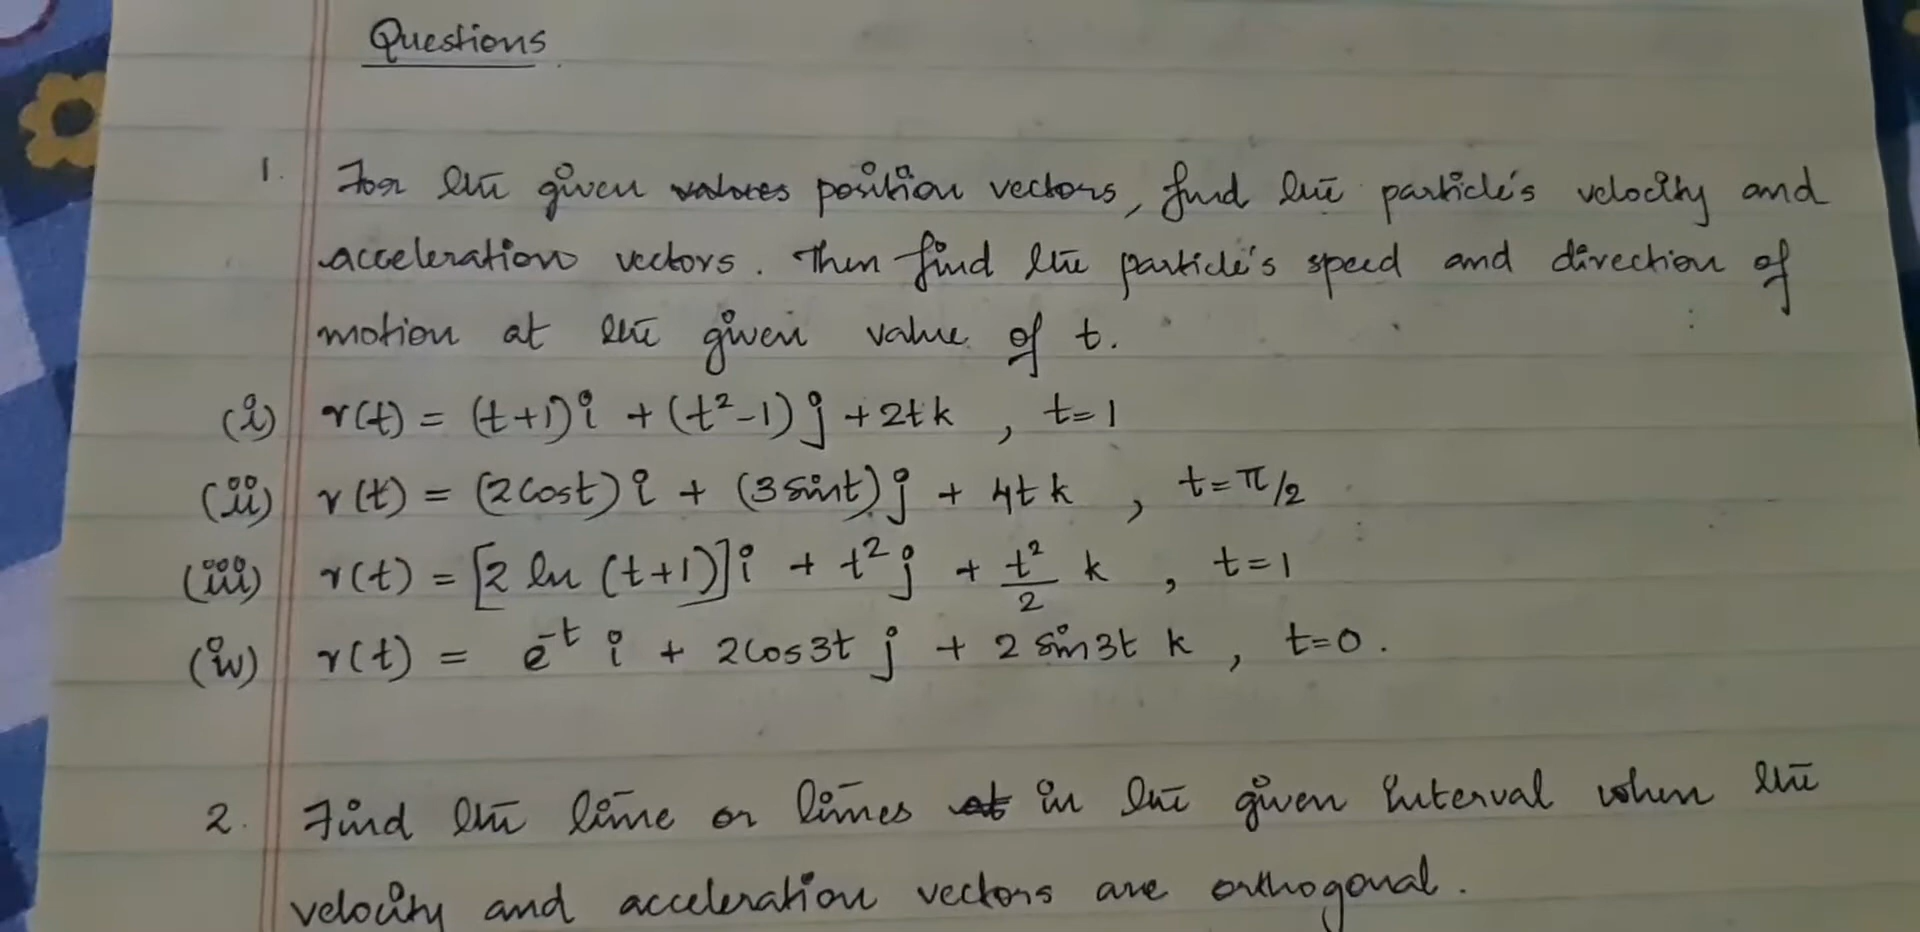 Questions
1. For the given values position vectors, find the particle's velocity and
acceleration vectors. Then find the particle's speed and direction of
motion at the given value of t.
(i) r(t) = (t+1)i + (t²-1)j + 2tk , t=1
(ii) r(t) = (2cost)i + (3sint)j + 4tk , t=π/2
(iii) r(t) = [2 ln (t+1)]i + t²j + t²/2 k , t=1
(iv) r(t) = e⁻ᵗ i + 2cos3t j + 2 sin3t k , t=0.
2. Find the time or times at in the given interval when the
velocity and acceleration vectors are orthogonal.